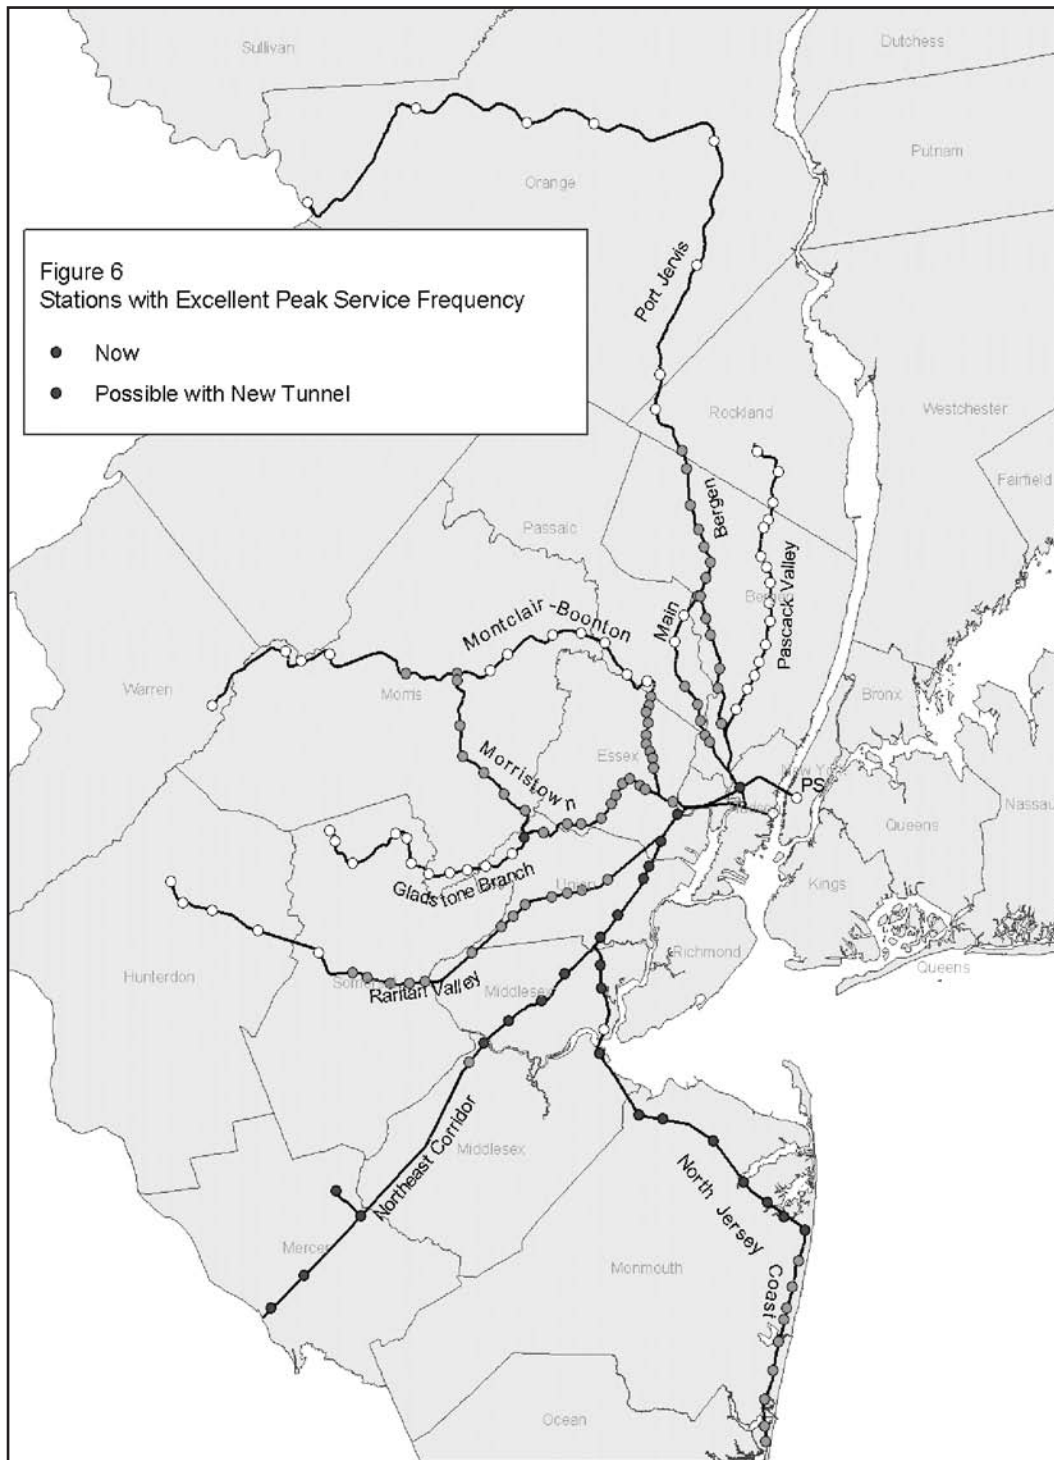 Sullivan
Dutchess
Putnam
Orange
Figure 6
Stations with Excellent Peak Service Frequency
Now
Possible with New Tunnel
Port Jervis
Rockland
Westchester
Fairfield
Bergen
Passaic
Pascack Valley
Main
Montclair-Boonton
Warren
Morris
Bronx
Essex
Morristown
New York
PS
Nassau
Queens
Gladstone Branch
Union
Kings
Richmond
Queens
Hunterdon
Raritan Valley
Middlesex
Northeast Corridor
Middlesex
North Jersey Coast
Mercer
Monmouth
Ocean